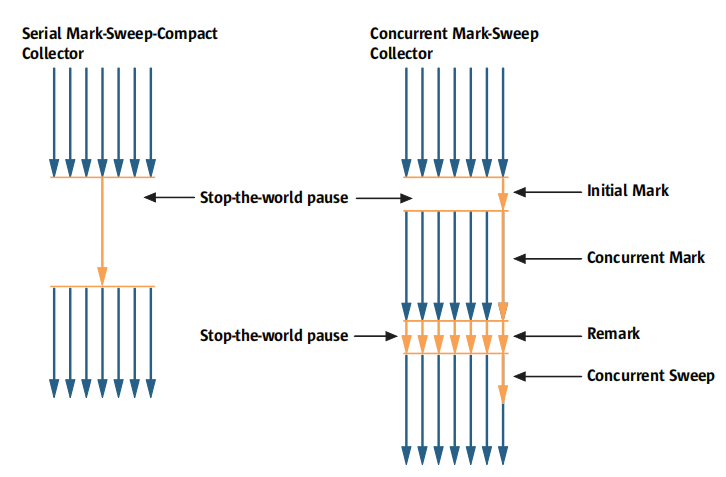 Serial Mark-Sweep-Compact
Collector
Concurrent Mark-Sweep
Collector
Stop-the-world pause
Initial Mark
Concurrent Mark
Stop-the-world pause
Remark
Concurrent Sweep